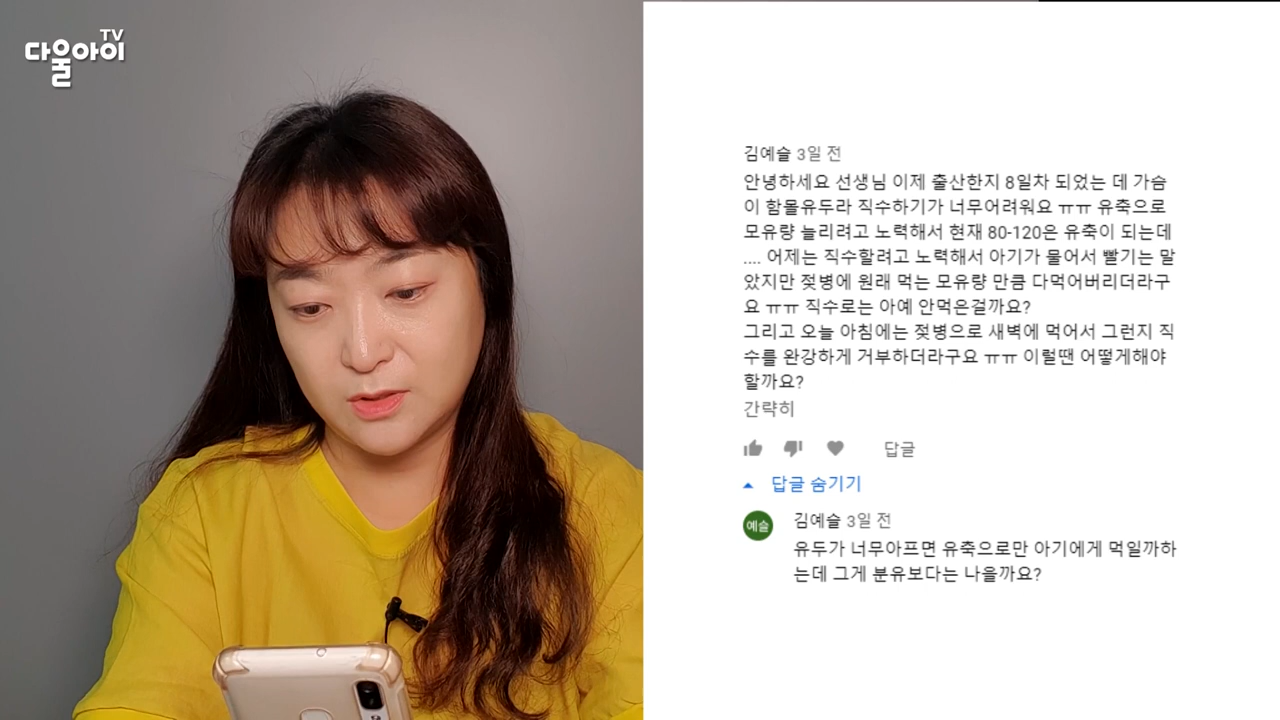 다울아이 TV
김예슬 3일 전
안녕하세요 선생님 이제 출산한지 8일차 되었는 데 가슴
이 함몰유두라 직수하기가 너무어려워요 ㅠㅠ 유축으로
모유량 늘리려고 노력해서 현재 80-120은 유축이 되는데
.... 어제는 직수할려고 노력해서 아기가 물어서 빨기는 말
았지만 젖병에 원래 먹는 모유량 만큼 다먹어버리더라구
요 ㅠㅠ 직수로는 아예 안먹은걸까요?
그리고 오늘 아침에는 젖병으로 새벽에 먹어서 그런지 직
수를 완강하게 거부하더라구요 ㅠㅠ 이럴땐 어떻게해야
할까요?
간략히
답글
답글 숨기기
예슬
김예슬 3일 전
유두가 너무아프면 유축으로만 아기에게 먹일까하
는데 그게 분유보다는 나을까요?